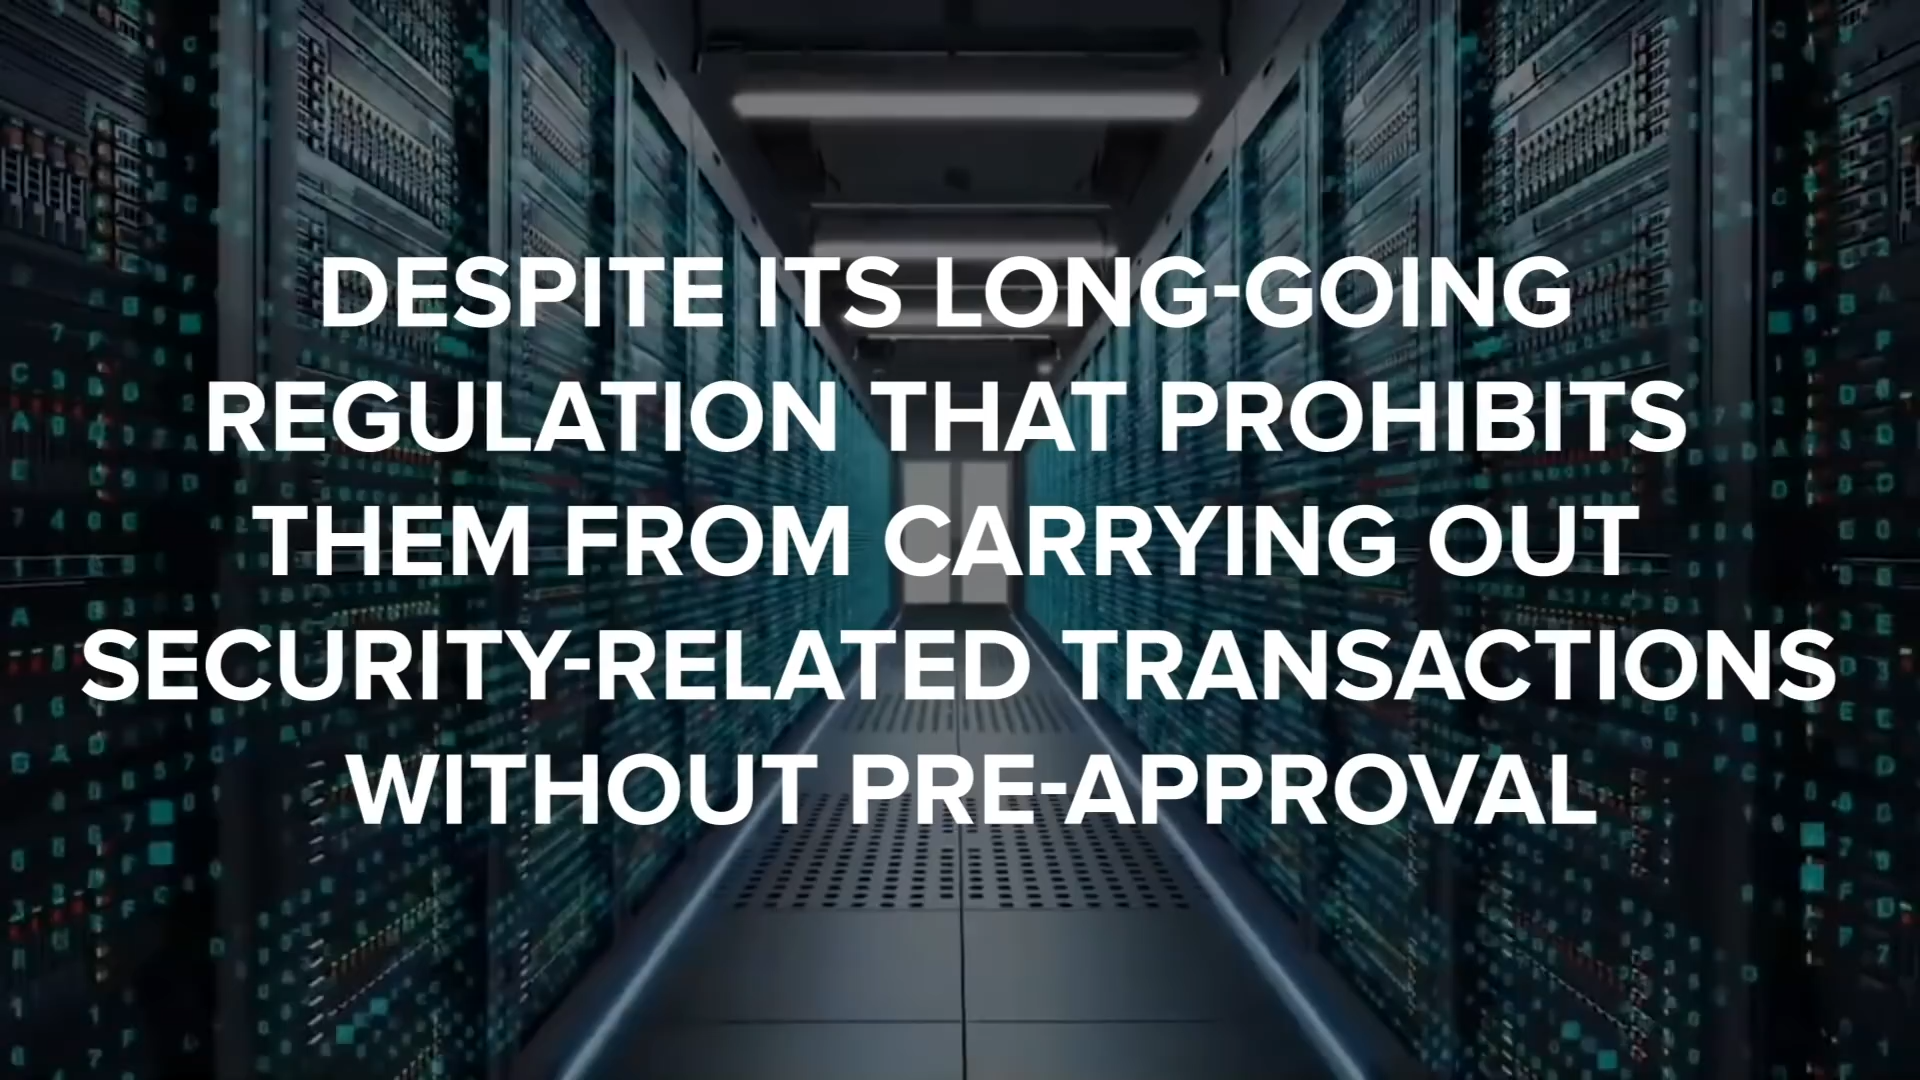 DESPITE ITS LONG-GOING
REGULATION THAT PROHIBITS
THEM FROM CARRYING OUT
SECURITY-RELATED TRANSACTIONS
WITHOUT PRE-APPROVAL